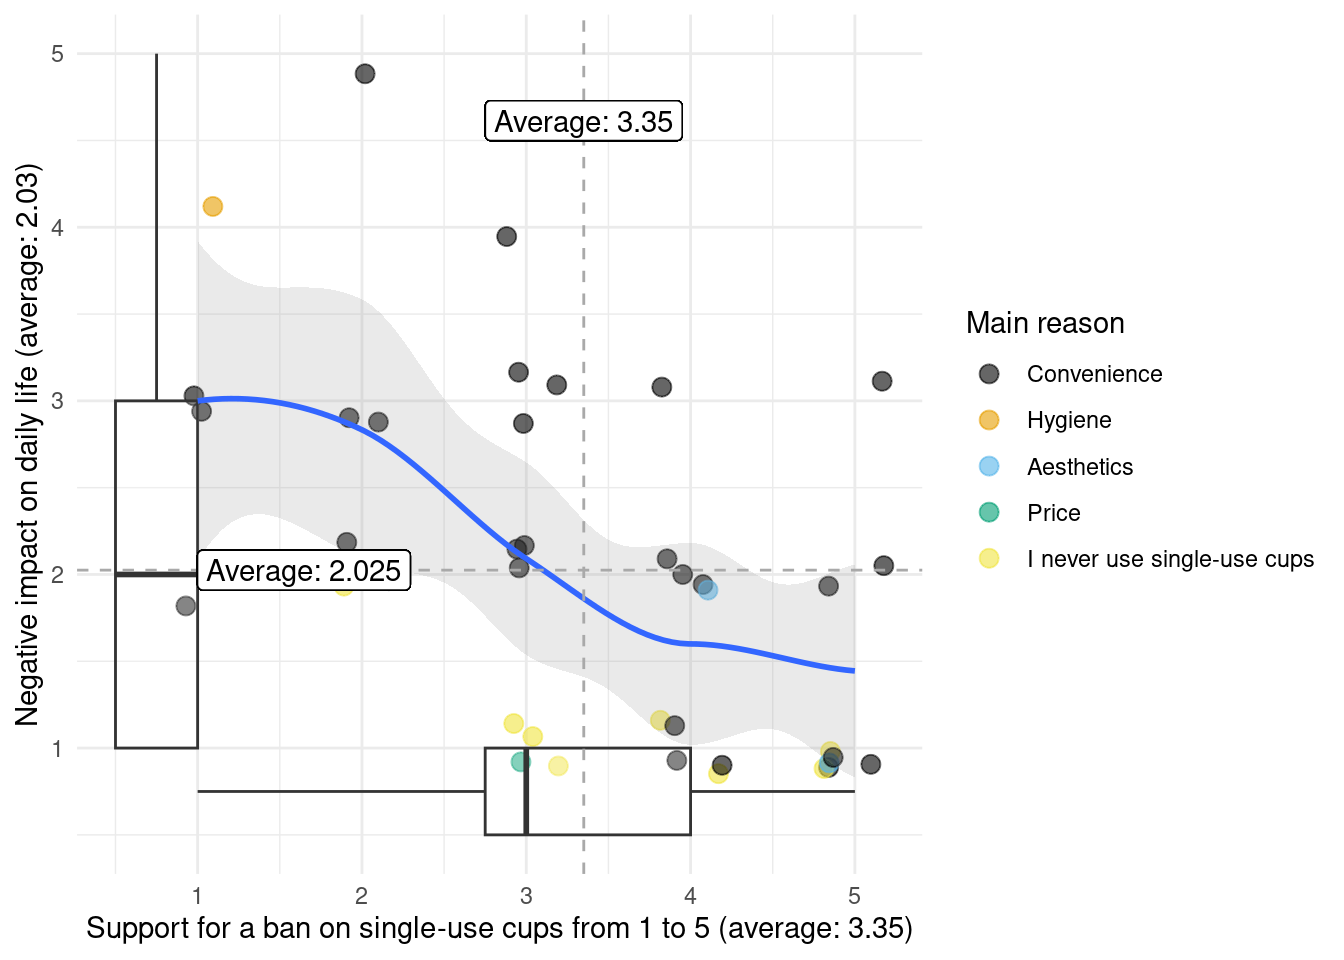 5
4
3
2
1
Average: 3.35
Average: 2.025
Negative impact on daily life (average: 2.03)
1
2
3
4
5
Support for a ban on single-use cups from 1 to 5 (average: 3.35)
Main reason
Convenience
Hygiene
Aesthetics
Price
I never use single-use cups